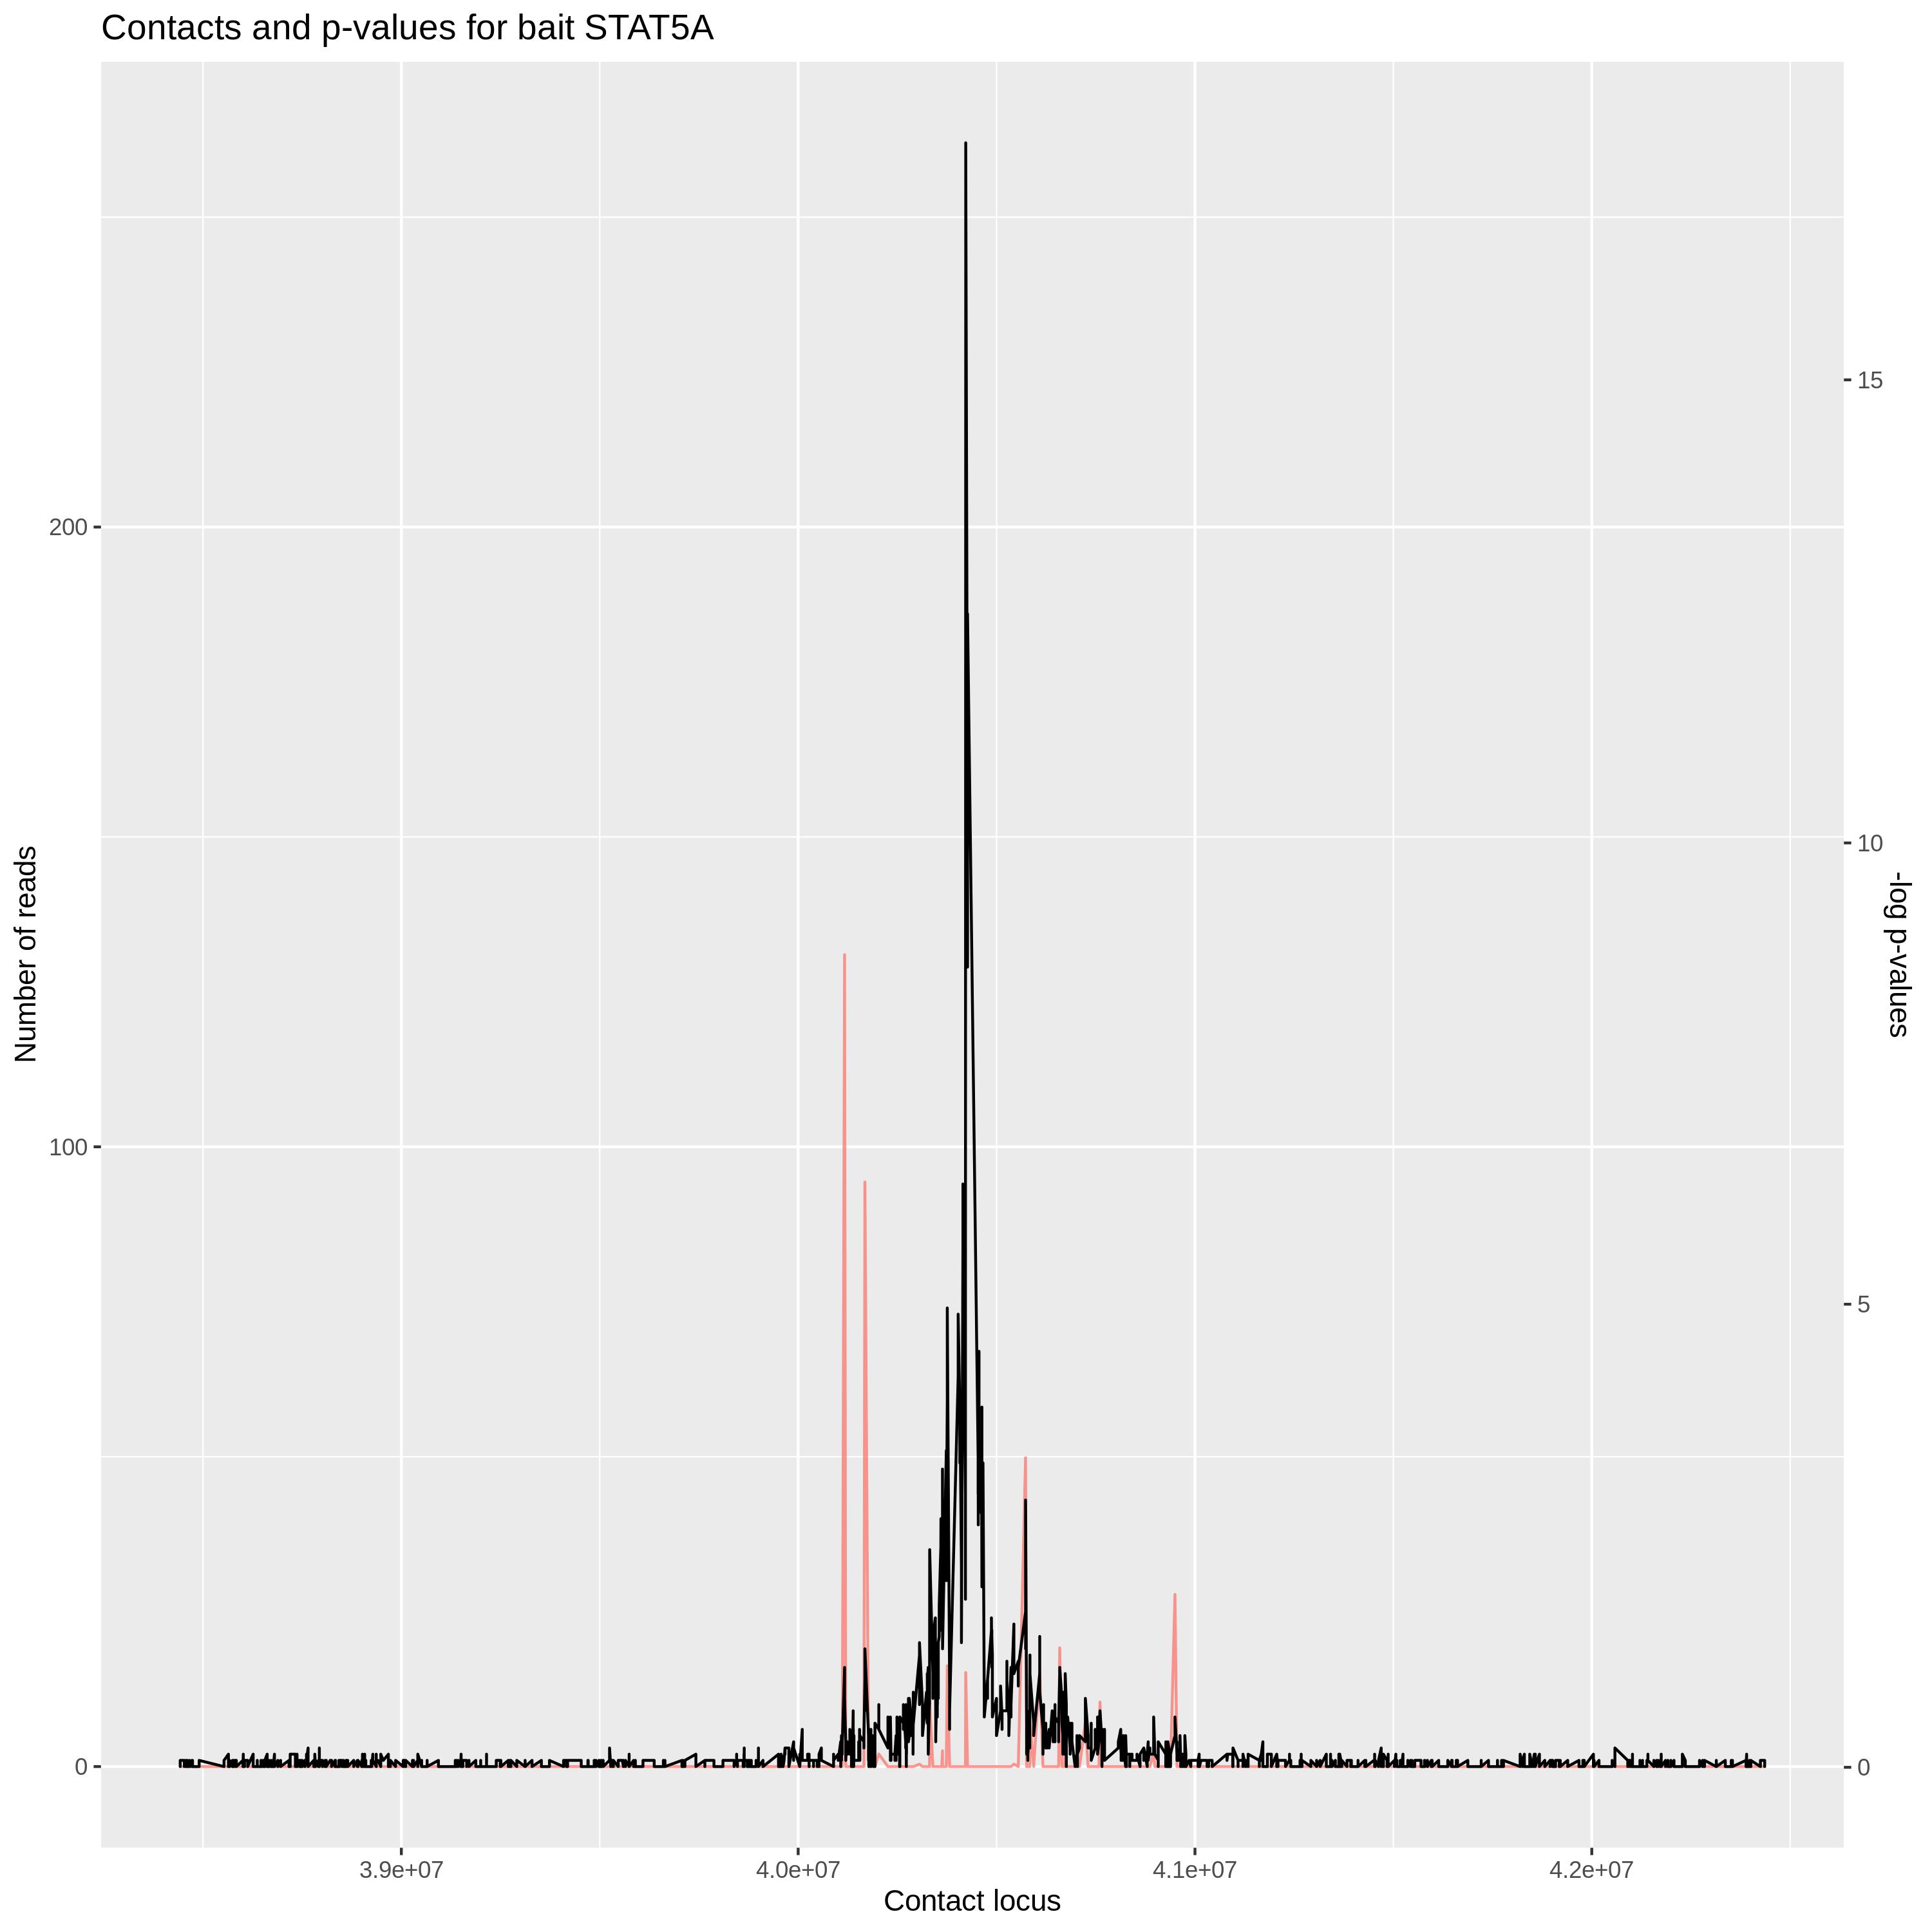 Contacts and p-values for bait STAT5A
Number of reads
200
100
0
15
10
5
0
-log p-values
3.9e+07
4.0e+07
4.1e+07
4.2e+07
Contact locus